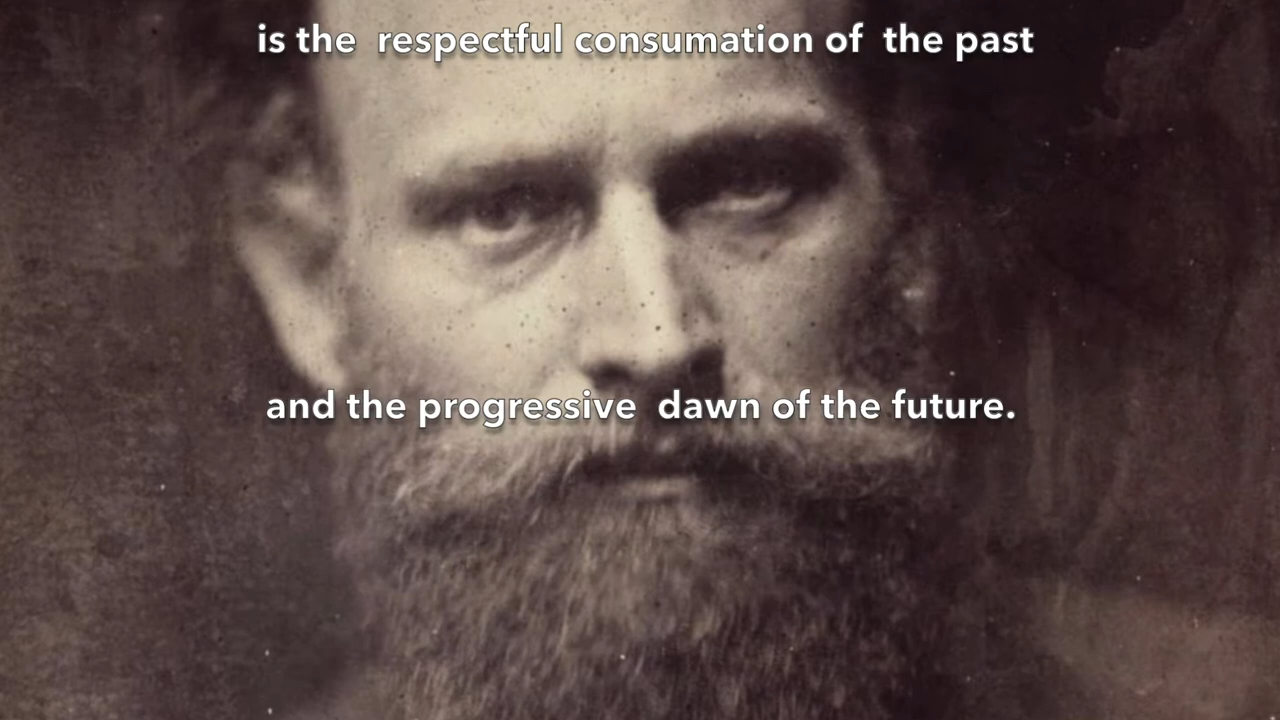 is the respectful consumation of the past
and the progressive dawn of the future.